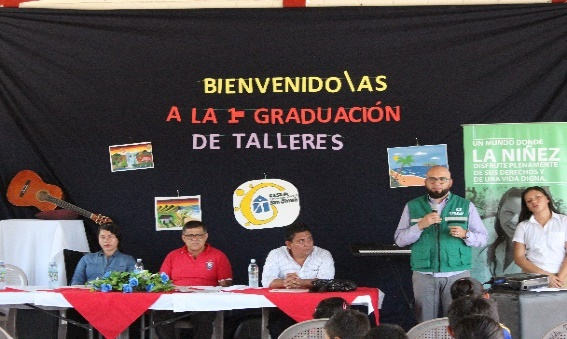 BIENVENIDO\AS
A LA 1ª GRADUACIÓN
DE TALLERES
UN MUNDO DONDE
LA NIÑEZ
DISFRUTE PLENAMENTE
DE SUS DERECHOS Y
DE UNA VIDA DIGNA.